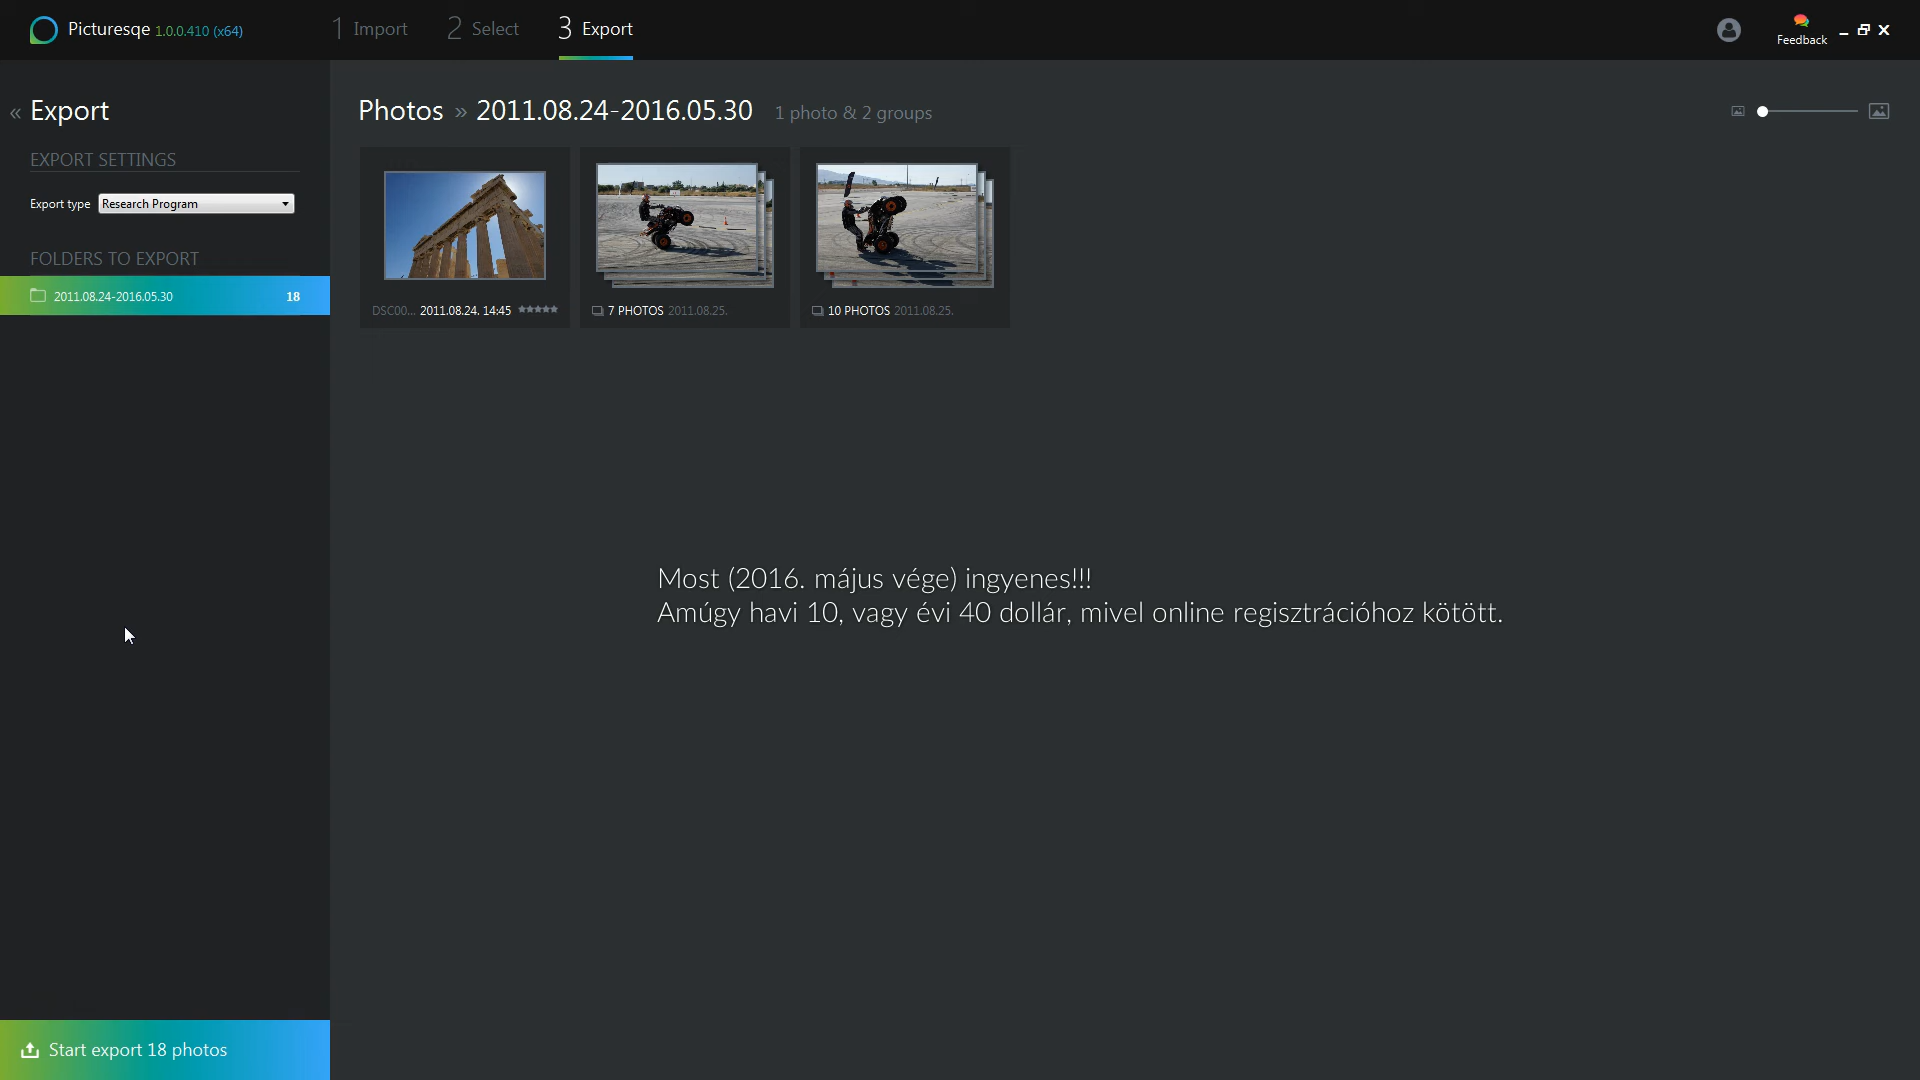 Picturesqe 1.0.0.410 (x64)
1 Import
2 Select
3 Export
Feedback
« Export
EXPORT SETTINGS
Export type Research Program
FOLDERS TO EXPORT
2011.08.24-2016.05.30 18
Start export 18 photos
Photos » 2011.08.24-2016.05.30 1 photo & 2 groups
DSC00... 2011.08.24. 14:45
7 PHOTOS 2011.08.25.
10 PHOTOS 2011.08.25.
Most (2016. május vége) ingyenes!!!
Amúgy havi 10, vagy évi 40 dollár, mivel online regisztrációhoz kötött.